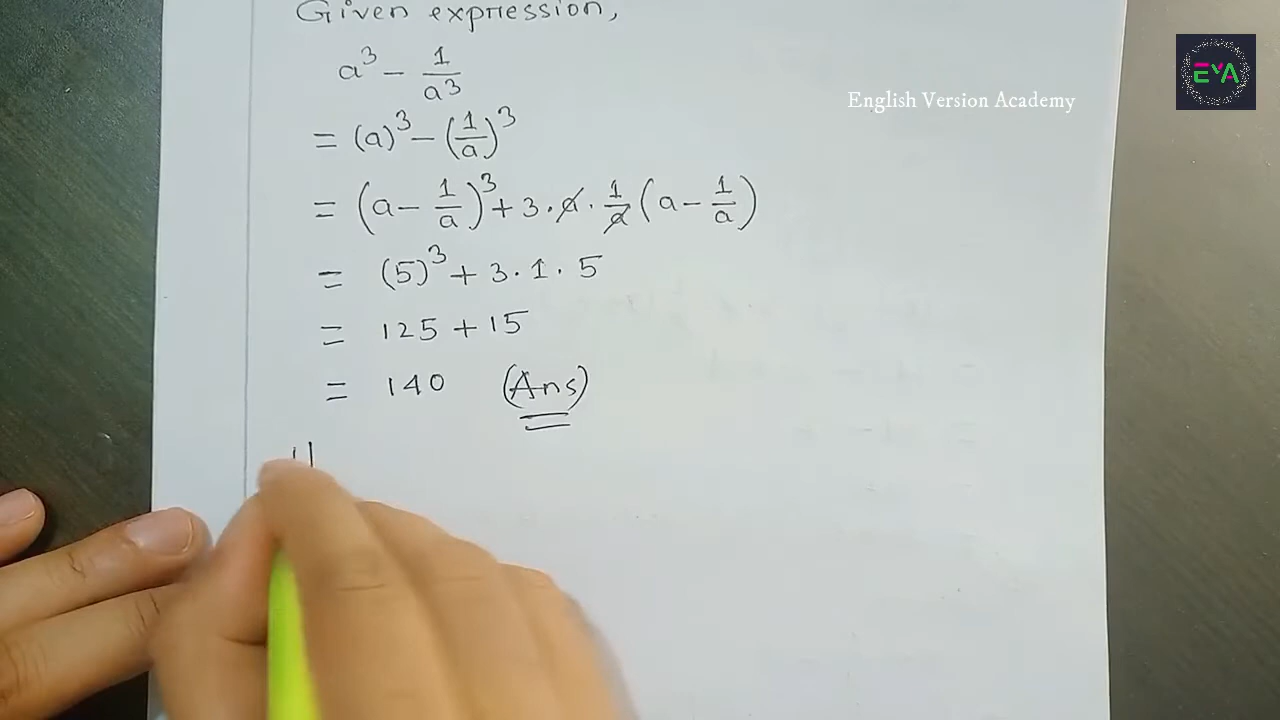 Given expression,
a³ - 1/a³
= (a)³ - (1/a)³
= (a - 1/a)³ + 3 · a · 1/a (a - 1/a)
= (5)³ + 3 · 1 · 5
= 125 + 15
= 140 (Ans)
English Version Academy
EVA